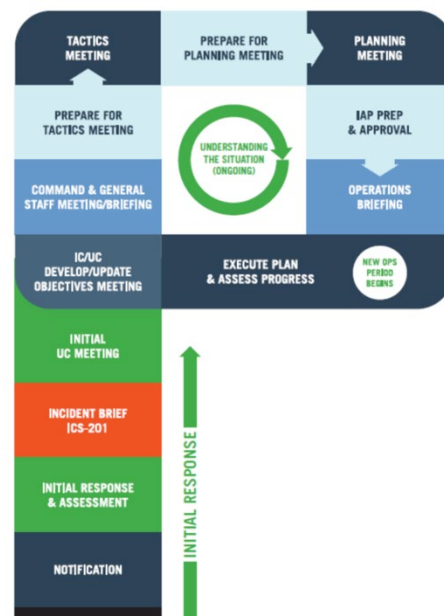 TACTICS
MEETING
PREPARE FOR
PLANNING MEETING
PLANNING
MEETING
PREPARE FOR
TACTICS MEETING
UNDERSTANDING
THE SITUATION
(ONGOING)
IAP PREP
& APPROVAL
COMMAND & GENERAL
STAFF MEETING/BRIEFING
OPERATIONS
BRIEFING
IC/UC
DEVELOP/UPDATE
OBJECTIVES MEETING
EXECUTE PLAN
& ASSESS PROGRESS
NEW OPS
PERIOD
BEGINS
INITIAL
UC MEETING
INCIDENT BRIEF
ICS-201
INITIAL RESPONSE
& ASSESSMENT
NOTIFICATION
INITIAL RESPONSE